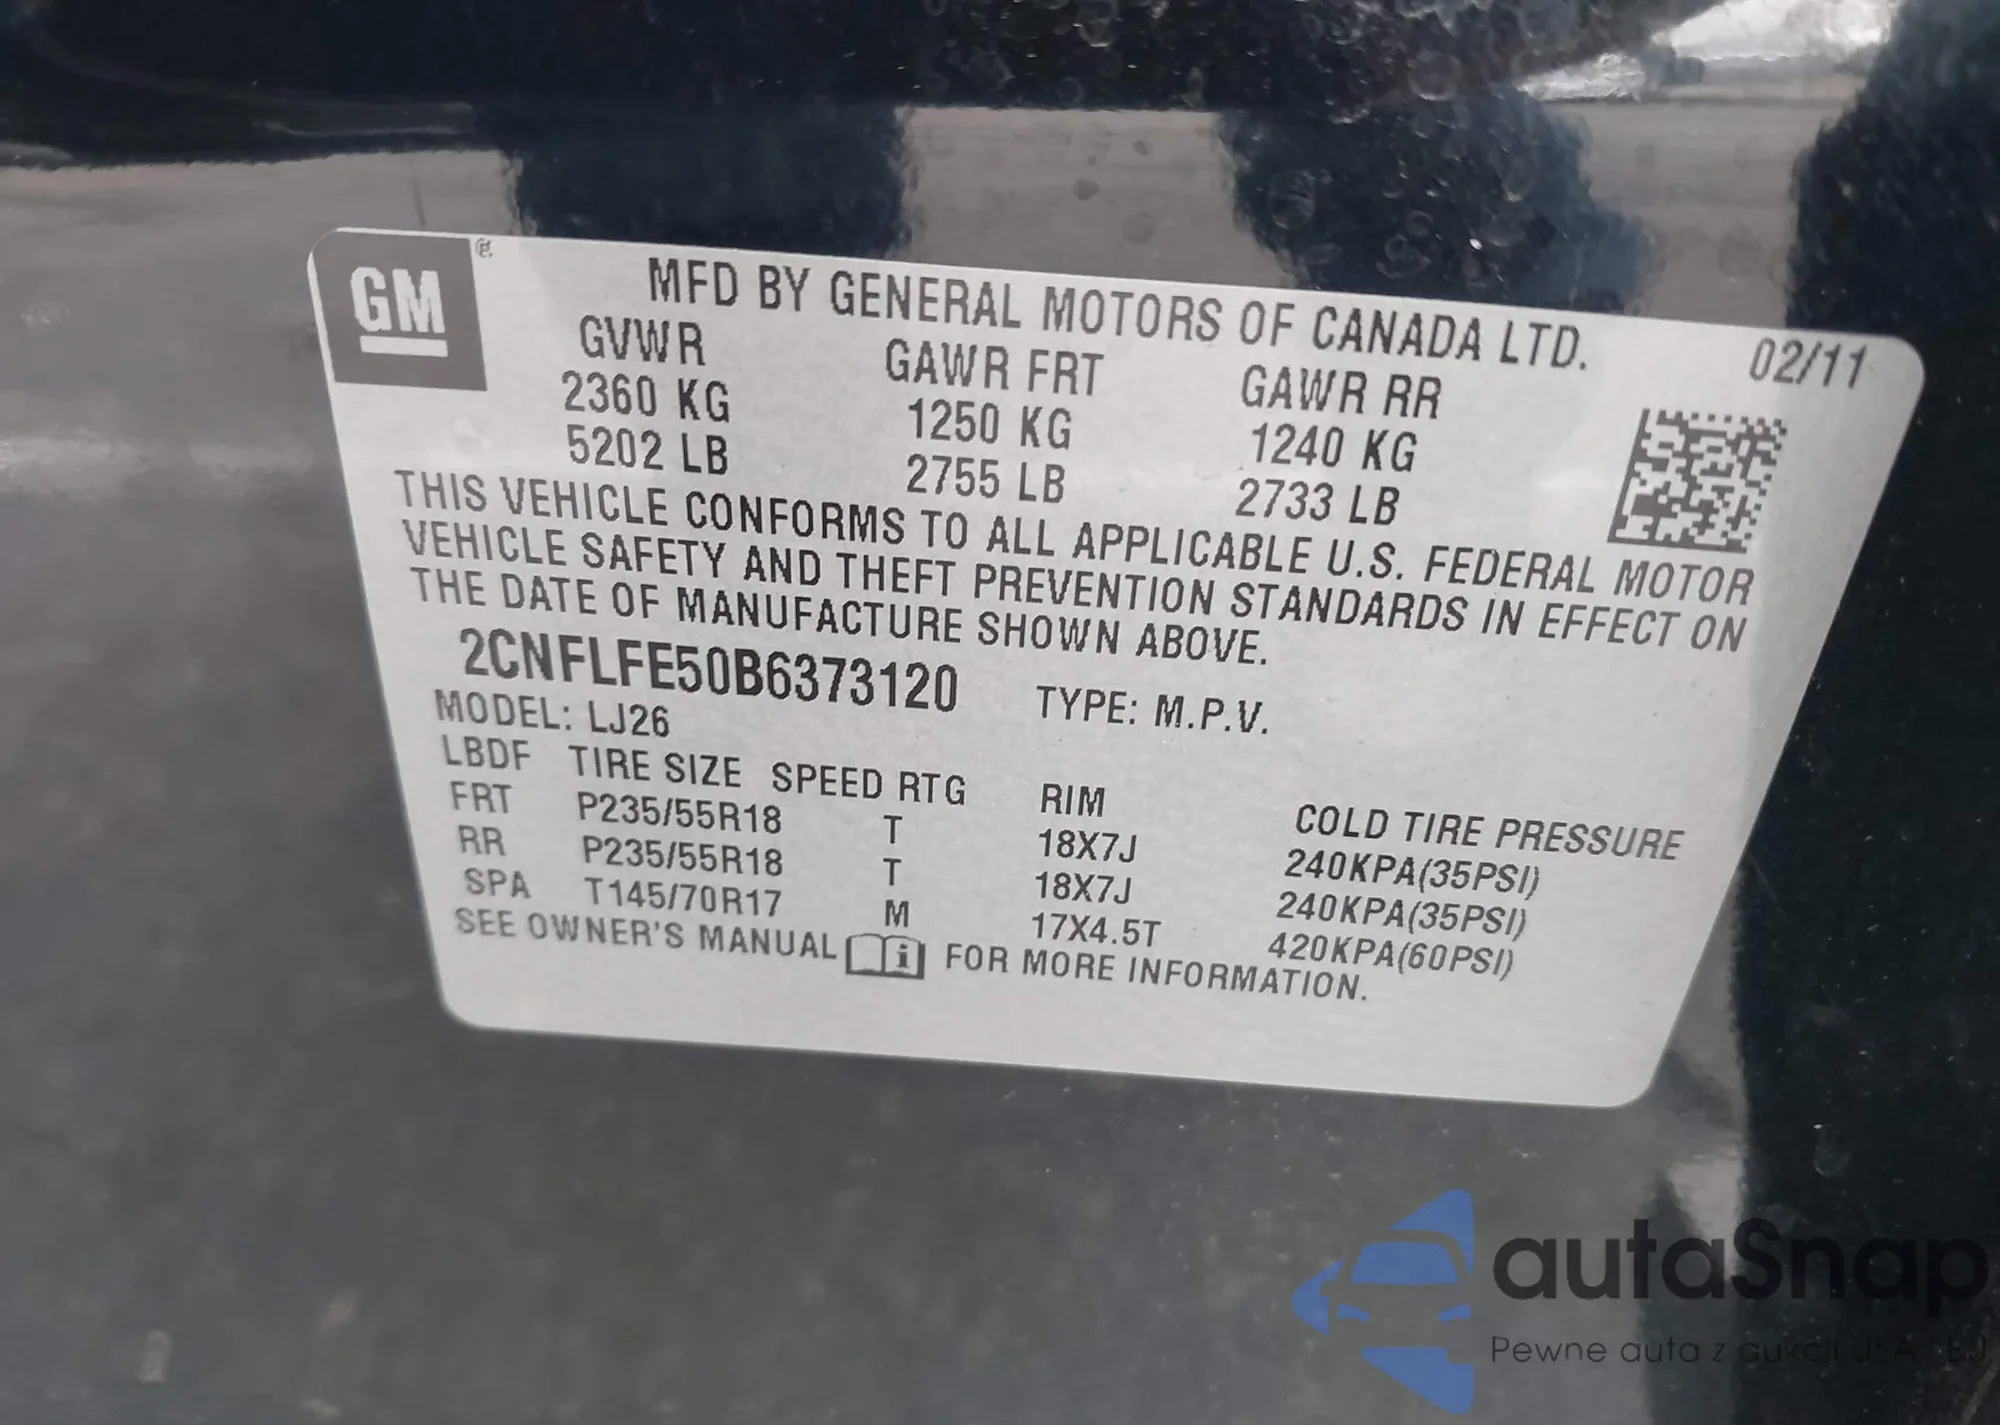 GM
MFD BY GENERAL MOTORS OF CANADA LTD.
02/11
GVWR GAWR FRT GAWR RR
2360 KG 1250 KG 1240 KG
5202 LB 2755 LB 2733 LB
THIS VEHICLE CONFORMS TO ALL APPLICABLE U.S. FEDERAL MOTOR
VEHICLE SAFETY AND THEFT PREVENTION STANDARDS IN EFFECT ON
THE DATE OF MANUFACTURE SHOWN ABOVE.
2CNFLFE50B6373120 TYPE: M.P.V.
MODEL: LJ26
LBDF TIRE SIZE SPEED RTG RIM COLD TIRE PRESSURE
FRT P235/55R18 T 18X7J 240KPA(35PSI)
RR P235/55R18 T 18X7J 240KPA(35PSI)
SPA T145/70R17 M 17X4.5T 420KPA(60PSI)
SEE OWNER'S MANUAL i FOR MORE INFORMATION.
autaSnap
Pewne auta z aukcji USA